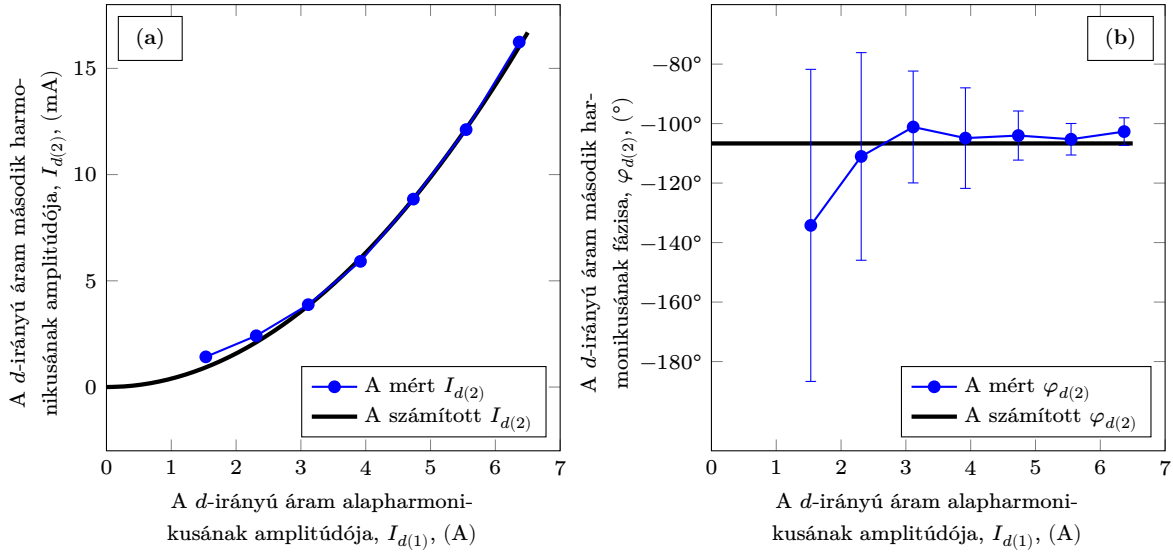 A d-irányú áram második harmo-
nikusának amplitúdója, I_{d(2)}, (mA)
(a)
15
10
5
0
A mért I_{d(2)}
A számított I_{d(2)}
0 1 2 3 4 5 6 7
A d-irányú áram alapharmoni-
kusának amplitúdója, I_{d(1)}, (A)
A d-irányú áram második har-
monikusának fázisa, φ_{d(2)}, (°)
(b)
−80°
−100°
−120°
−140°
−160°
−180°
A mért φ_{d(2)}
A számított φ_{d(2)}
0 1 2 3 4 5 6 7
A d-irányú áram alapharmoni-
kusának amplitúdója, I_{d(1)}, (A)